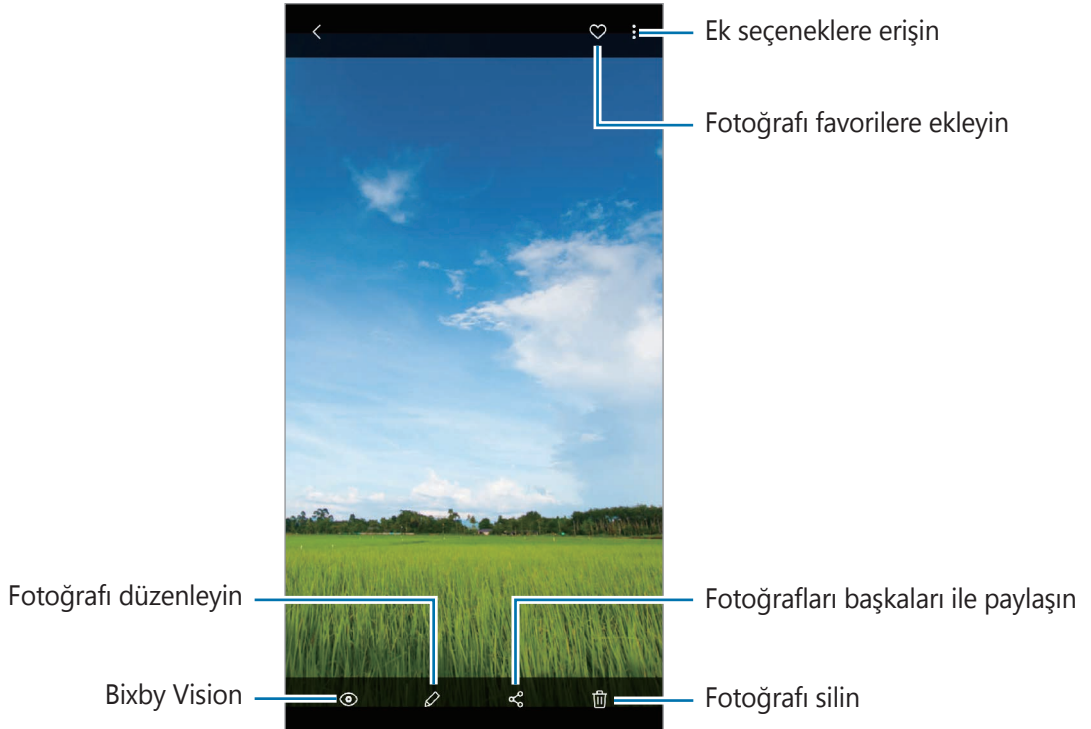 Ek seçeneklere erişin
Fotoğrafı favorilere ekleyin
Fotoğrafı düzenleyin
Fotoğrafları başkaları ile paylaşın
Bixby Vision
Fotoğrafı silin